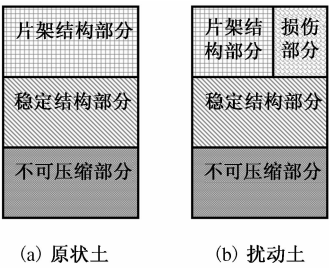 片架结构部分
稳定结构部分
不可压缩部分
(a) 原状土
片架结
构部分
损伤
部分
稳定结构部分
不可压缩部分
(b) 扰动土